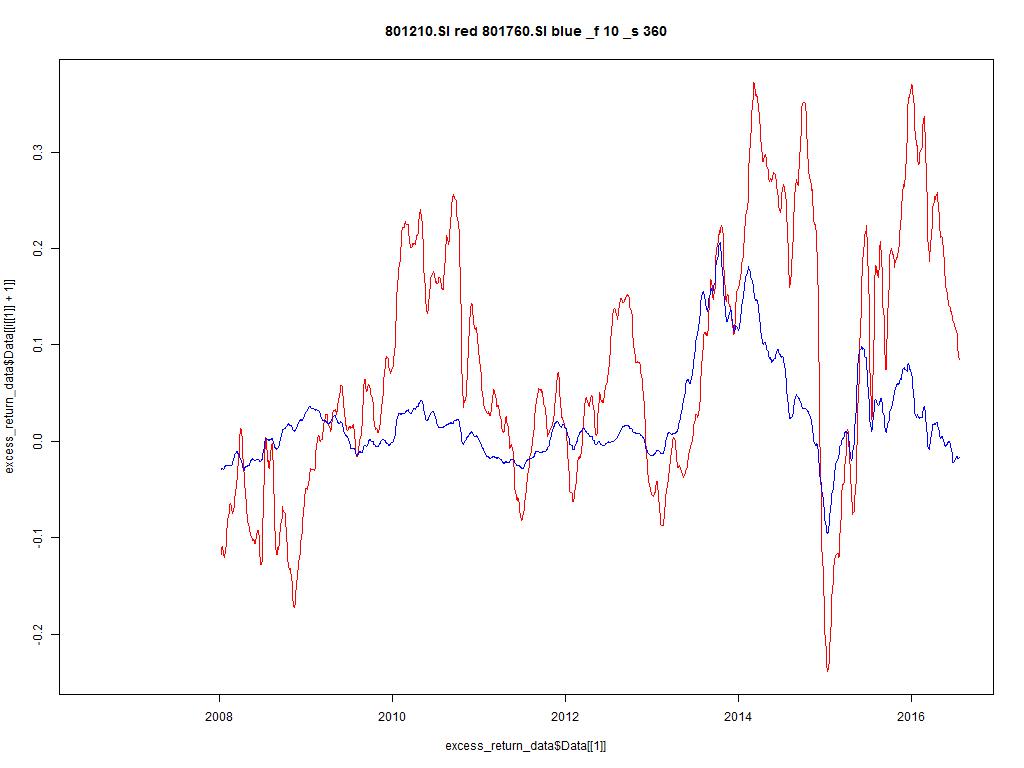 801210.SI red 801760.SI blue _f 10 _s 360
excess_return_data$Data[[i[f[1]] + 1]]
0.3
0.2
0.1
0.0
-0.1
-0.2
2008 2010 2012 2014 2016
excess_return_data$Data[[1]]